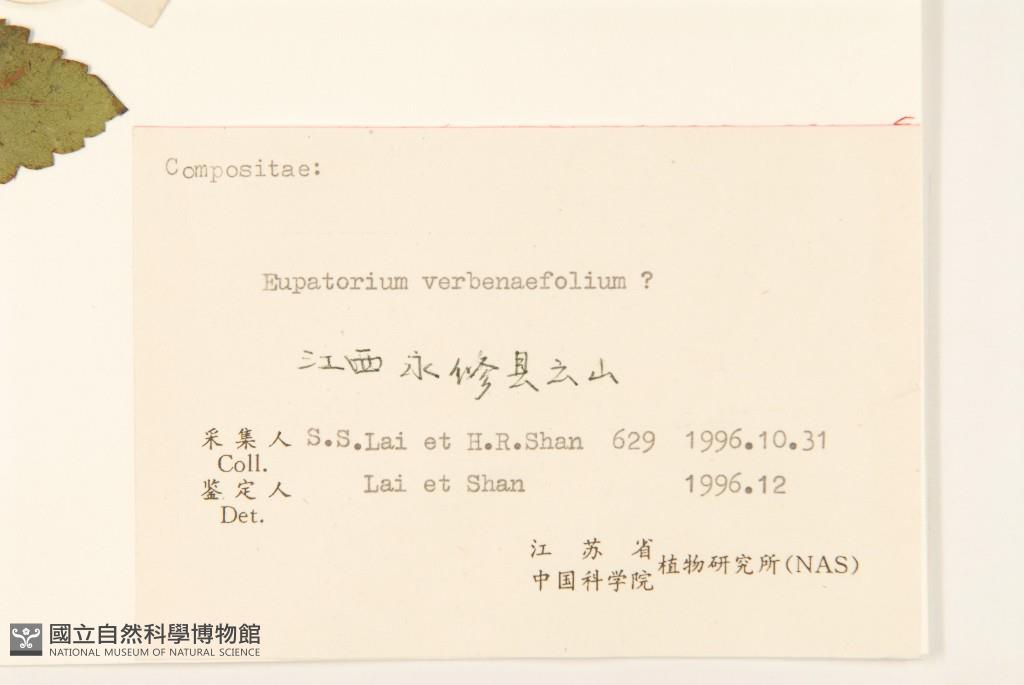 Compositae:
Eupatorium verbenaefolium ?
江西永修县云山
采集人 S.S.Lai et H.R.Shan 629 1996.10.31
Coll.
鉴定人 Lai et Shan 1996.12
Det.
江苏省
中国科学院 植物研究所(NAS)
國立自然科學博物館
NATIONAL MUSEUM OF NATURAL SCIENCE